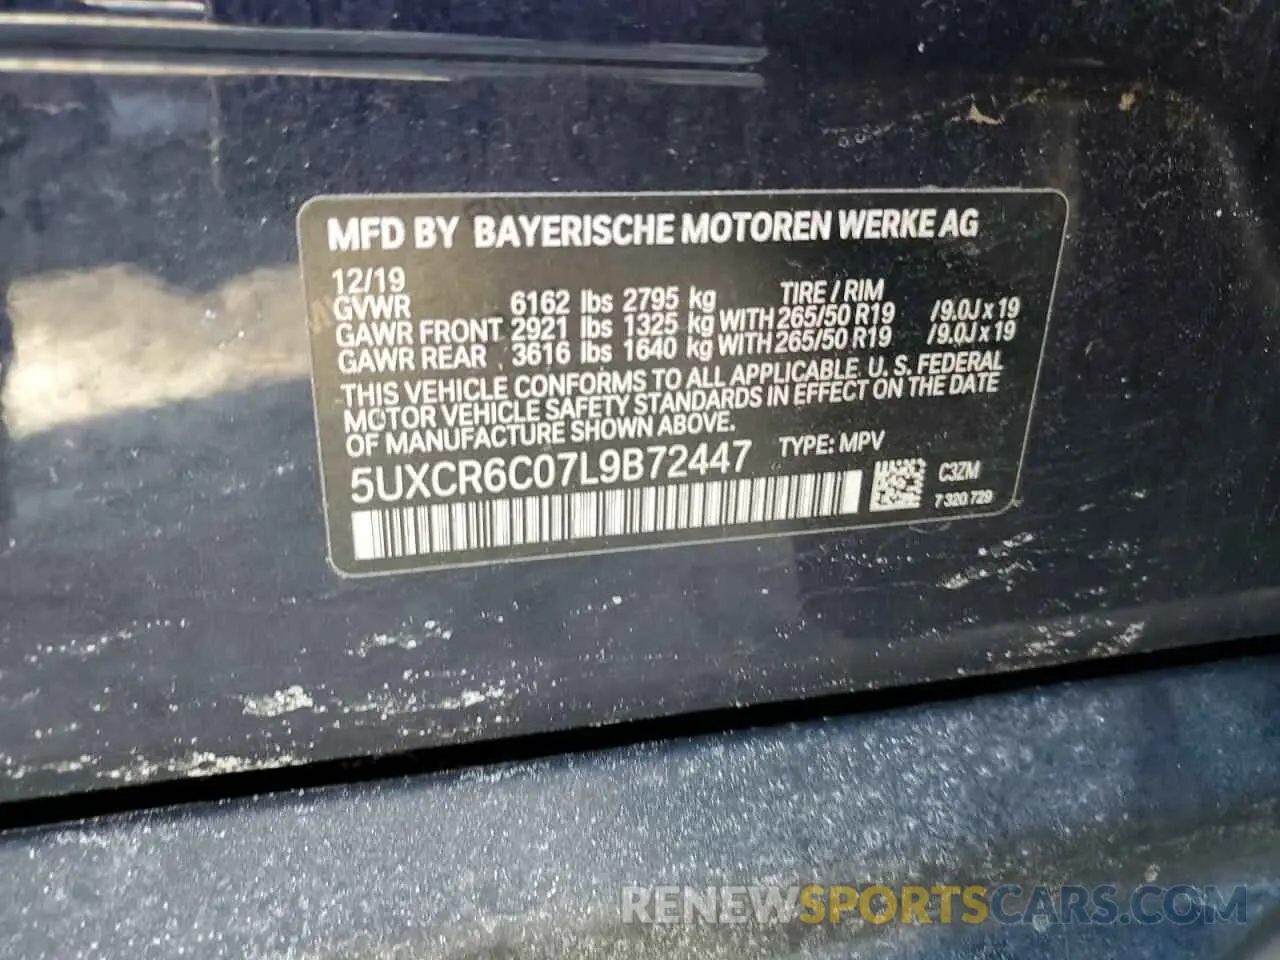 MFD BY BAYERISCHE MOTOREN WERKE AG
12/19
GVWR 6162 lbs 2795 kg TIRE / RIM
GAWR FRONT 2921 lbs 1325 kg WITH 265/50 R19 /9.0J x 19
GAWR REAR 3616 lbs 1640 kg WITH 265/50 R19 /9.0J x 19
THIS VEHICLE CONFORMS TO ALL APPLICABLE U. S. FEDERAL
MOTOR VEHICLE SAFETY STANDARDS IN EFFECT ON THE DATE
OF MANUFACTURE SHOWN ABOVE.
5UXCR6C07L9B72447 TYPE: MPV
C3ZM
7 320 729
RENEWSPORTSCARS.COM